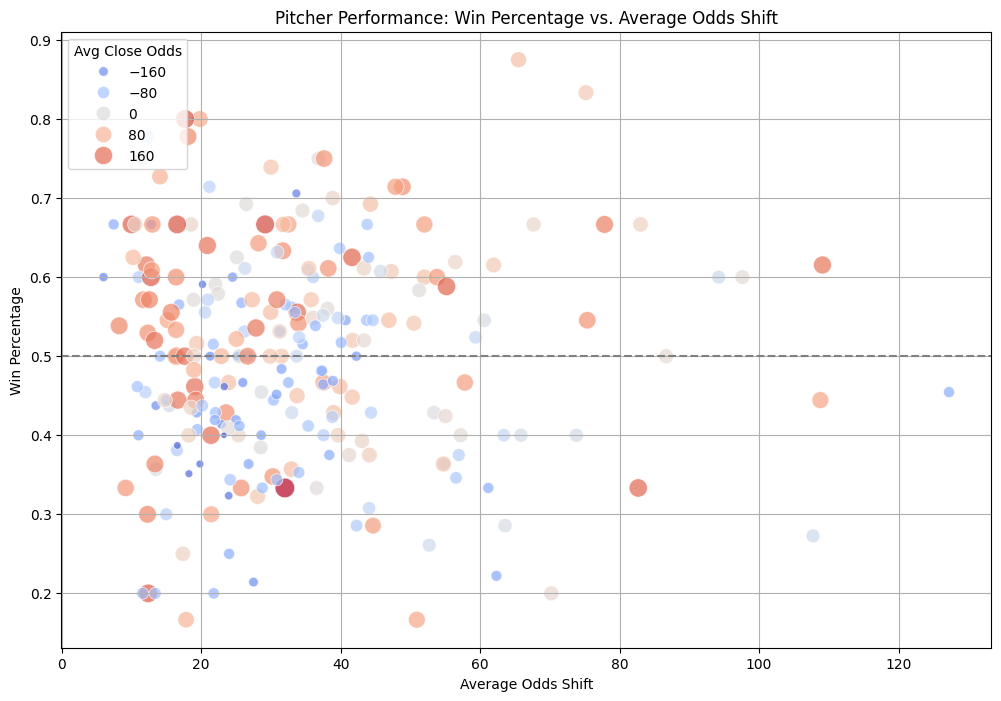 Pitcher Performance: Win Percentage vs. Average Odds Shift
Avg Close Odds
−160
−80
0
80
160
Win Percentage
0.9
0.8
0.7
0.6
0.5
0.4
0.3
0.2
0 20 40 60 80 100 120
Average Odds Shift